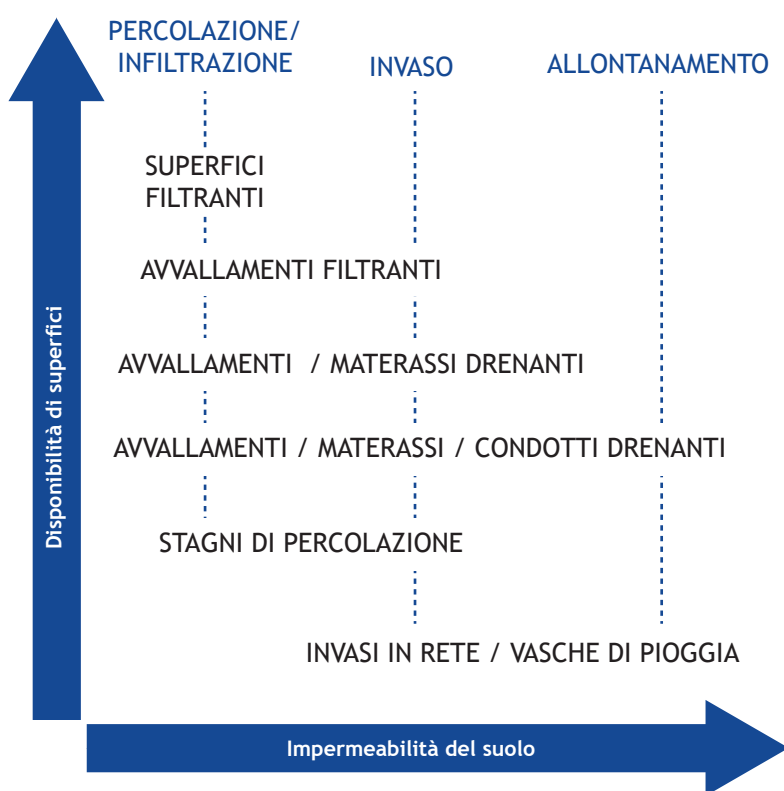 PERCOLAZIONE/
INFILTRAZIONE
INVASO
ALLONTANAMENTO
SUPERFICI
FILTRANTI
AVVALLAMENTI FILTRANTI
AVVALLAMENTI / MATERASSI DRENANTI
AVVALLAMENTI / MATERASSI / CONDOTTI DRENANTI
STAGNI DI PERCOLAZIONE
INVASI IN RETE / VASCHE DI PIOGGIA
Disponibilità di superfici
Impermeabilità del suolo